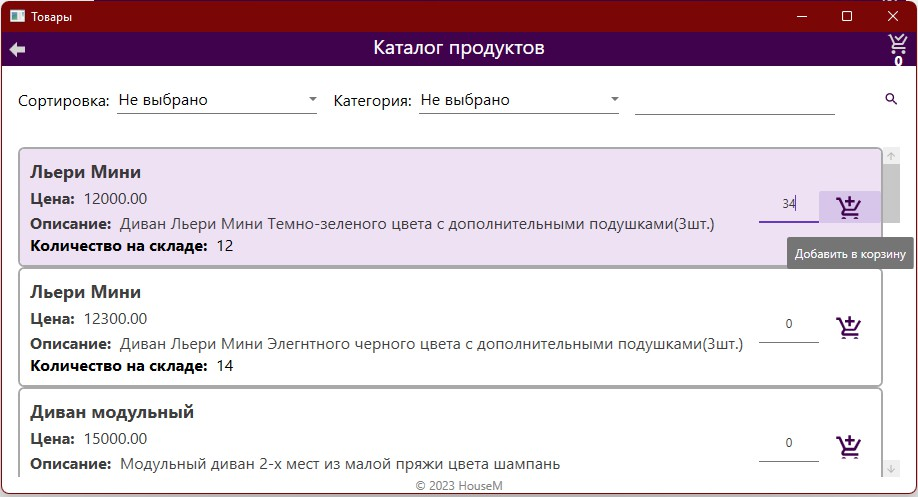 Товары
Каталог продуктов
0
Сортировка: Не выбрано Категория: Не выбрано
Льери Мини
Цена: 12000.00
34
Описание: Диван Льери Мини Темно-зеленого цвета с дополнительными подушками(3шт.)
Количество на складе: 12
Добавить в корзину
Льери Мини
Цена: 12300.00
0
Описание: Диван Льери Мини Элегнтного черного цвета с дополнительными подушками(3шт.)
Количество на складе: 14
Диван модульный
Цена: 15000.00
0
Описание: Модульный диван 2-х мест из малой пряжи цвета шампань
© 2023 HouseM